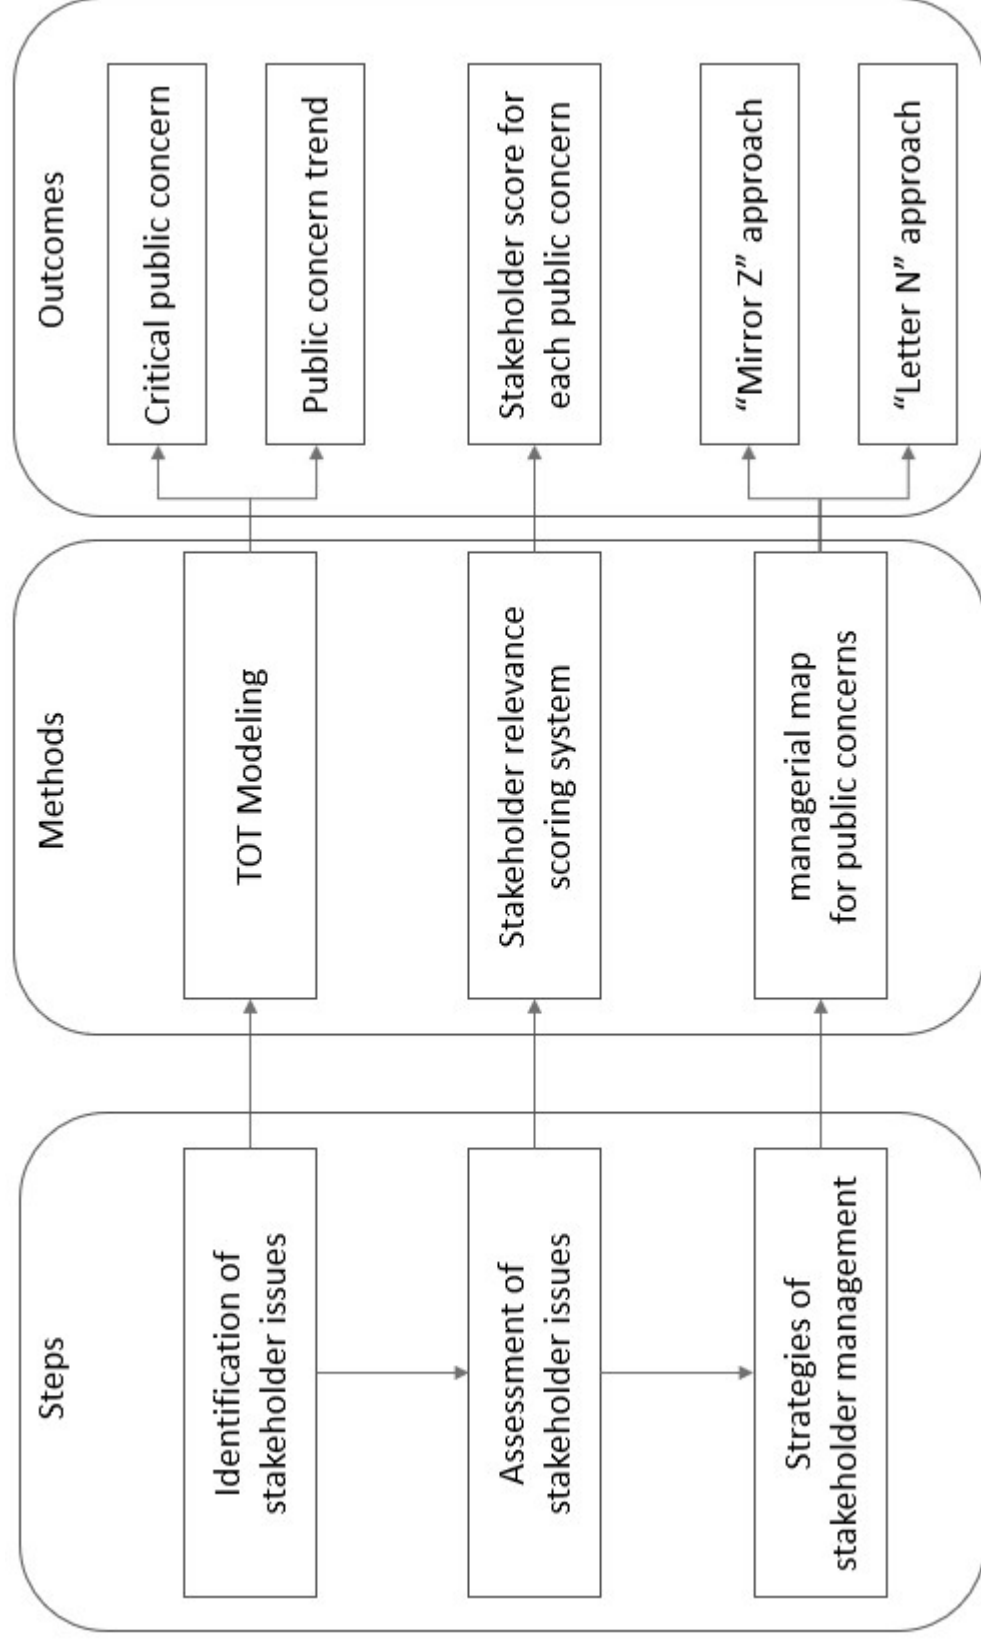 Steps
Identification of
stakeholder issues
Assessment of
stakeholder issues
Strategies of
stakeholder management
Methods
TOT Modeling
Stakeholder relevance
scoring system
managerial map
for public concerns
Outcomes
Critical public concern
Public concern trend
Stakeholder score for
each public concern
“Mirror Z” approach
“Letter N” approach